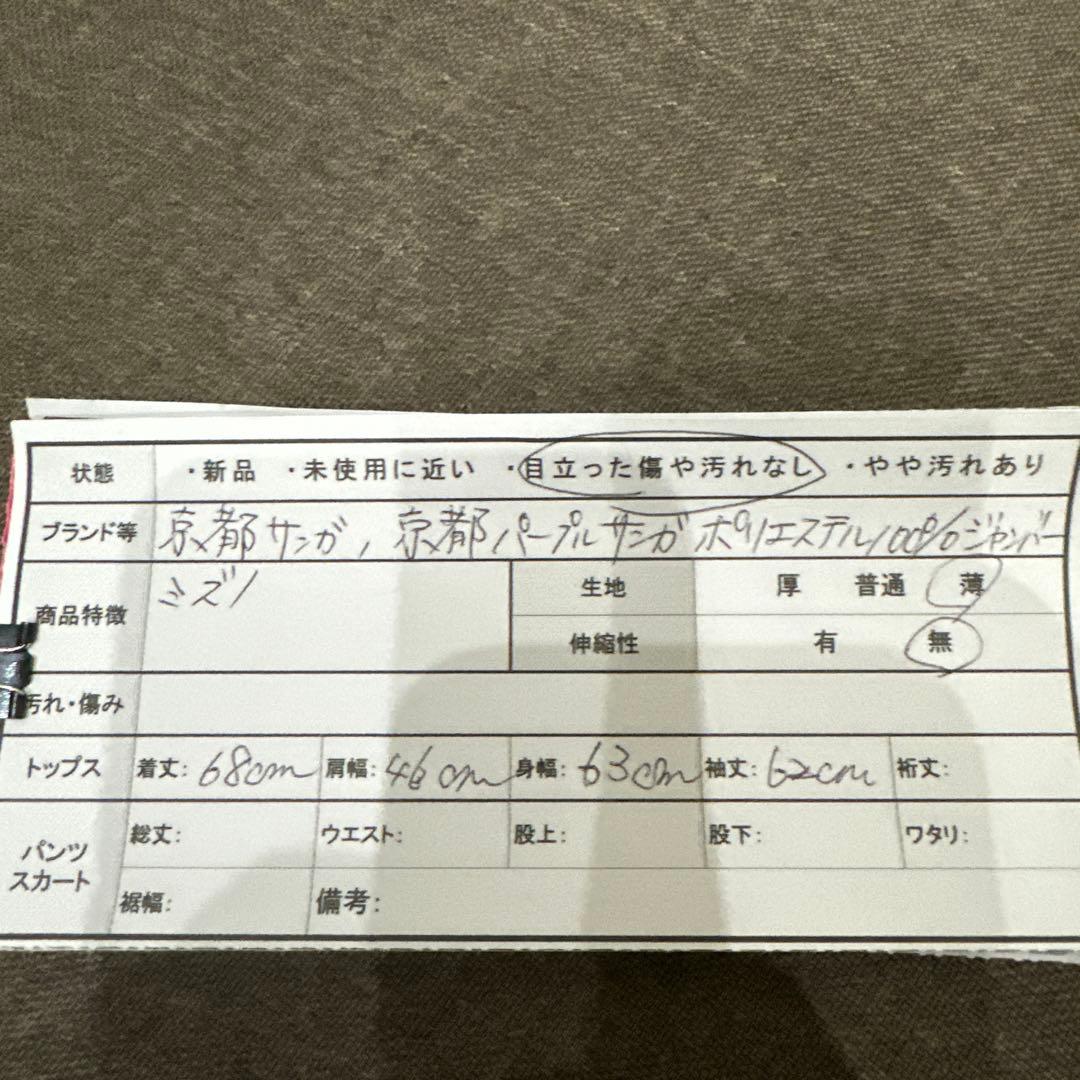 状態 ・新品 ・未使用に近い ・目立った傷や汚れなし ・やや汚れあり
ブランド等 京都サンガ, 京都パープルサンガ ポリエステル100%ジャンパー
商品特徴 ミズノ
生地 厚 普通 薄
伸縮性 有 無
汚れ・傷み
トップス 着丈: 68cm 肩幅: 46cm 身幅: 63cm 袖丈: 62cm 裄丈:
パンツ
スカート
総丈: ウエスト: 股上: 股下: ワタリ:
裾幅: 備考: